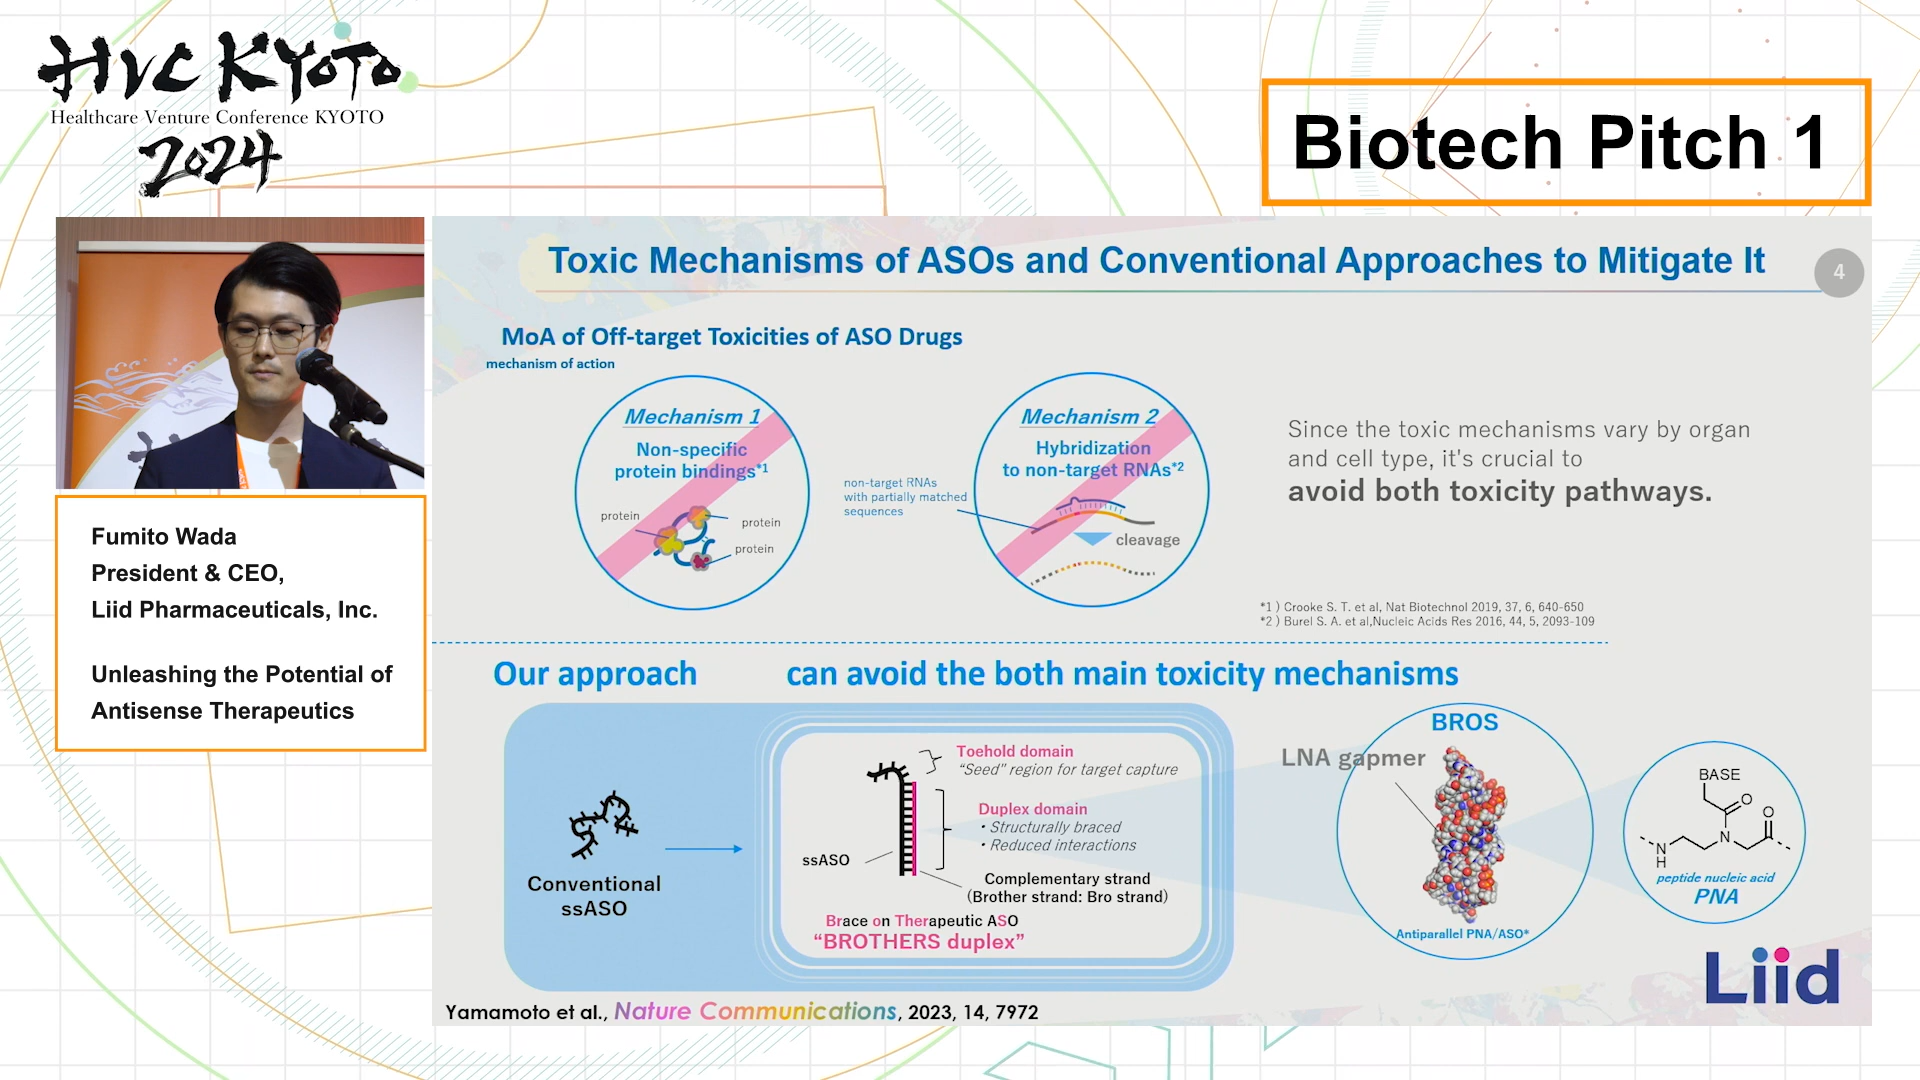 HVC KYOTO
Healthcare Venture Conference KYOTO
2024
Biotech Pitch 1
Fumito Wada
President & CEO,
Liid Pharmaceuticals, Inc.
Unleashing the Potential of
Antisense Therapeutics
Toxic Mechanisms of ASOs and Conventional Approaches to Mitigate It
4
MoA of Off-target Toxicities of ASO Drugs
mechanism of action
Mechanism 1
Non-specific
protein bindings*1
protein
protein
protein
non-target RNAs
with partially matched
sequences
Mechanism 2
Hybridization
to non-target RNAs*2
cleavage
Since the toxic mechanisms vary by organ
and cell type, it's crucial to
avoid both toxicity pathways.
*1 ) Crooke S. T. et al, Nat Biotechnol 2019, 37, 6, 640-650
*2 ) Burel S. A. et al,Nucleic Acids Res 2016, 44, 5, 2093-109
Our approach can avoid the both main toxicity mechanisms
Conventional
ssASO
Toehold domain
"Seed" region for target capture
Duplex domain
• Structurally braced
• Reduced interactions
ssASO
Complementary strand
(Brother strand: Bro strand)
Brace on Therapeutic ASO
"BROTHERS duplex"
BROS
LNA gapmer
Antiparallel PNA/ASO*
BASE
O
O
N
N
H
peptide nucleic acid
PNA
Liid
Yamamoto et al., Nature Communications, 2023, 14, 7972